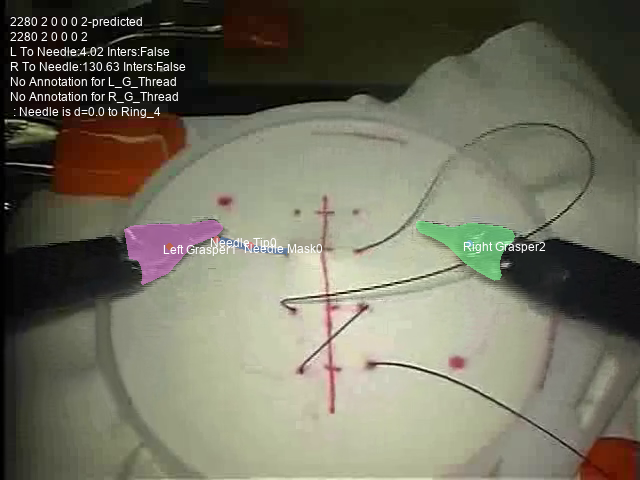 2280 2 0 0 0 2-predicted
2280 2 0 0 0 2
L To Needle:4.02 Inters:False
R To Needle:130.63 Inters:False
No Annotation for L_G_Thread
No Annotation for R_G_Thread
: Needle is d=0.0 to Ring_4
Needle Tip0
Left Grasper1 Needle Mask0
Right Grasper2